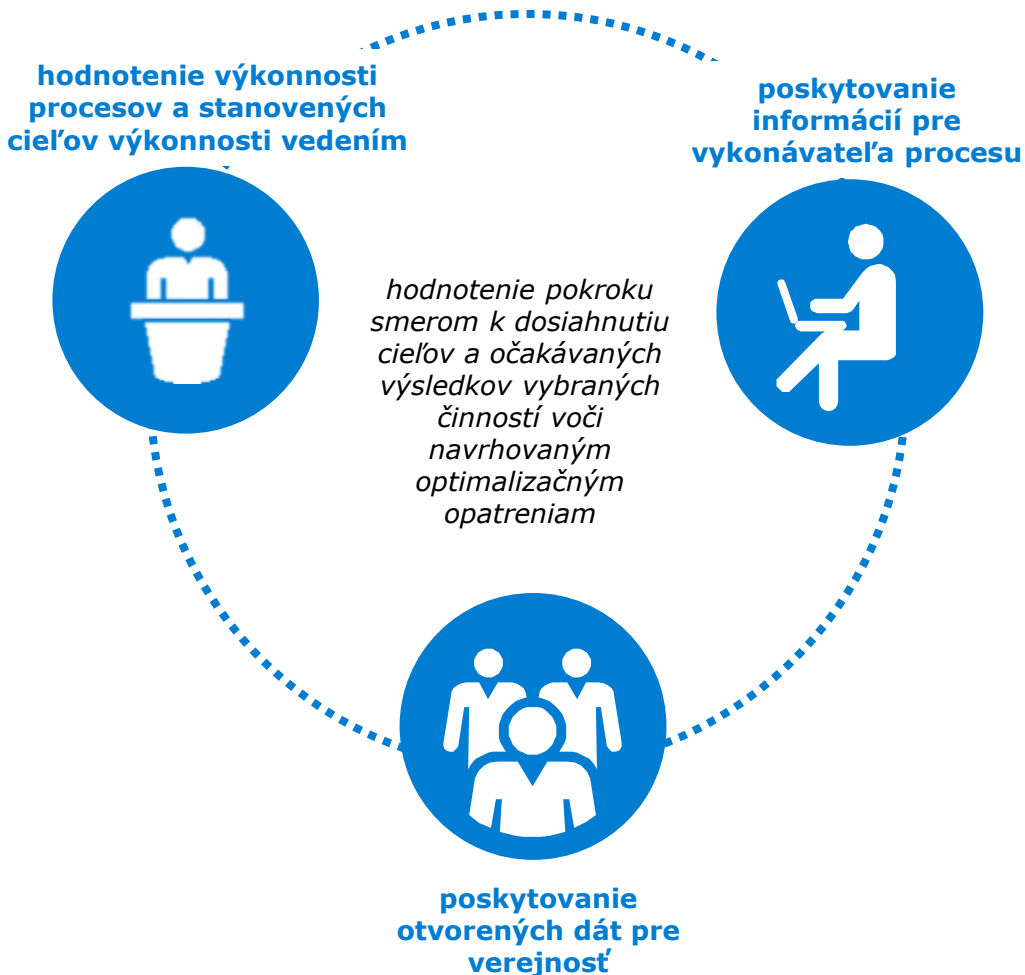 hodnotenie výkonnosti
procesov a stanovených
cieľov výkonnosti vedením
poskytovanie
informácií pre
vykonávateľa procesu
hodnotenie pokroku
smerom k dosiahnutiu
cieľov a očakávaných
výsledkov vybraných
činností voči
navrhovaným
optimalizačným
opatreniam
poskytovanie
otvorených dát pre
verejnosť